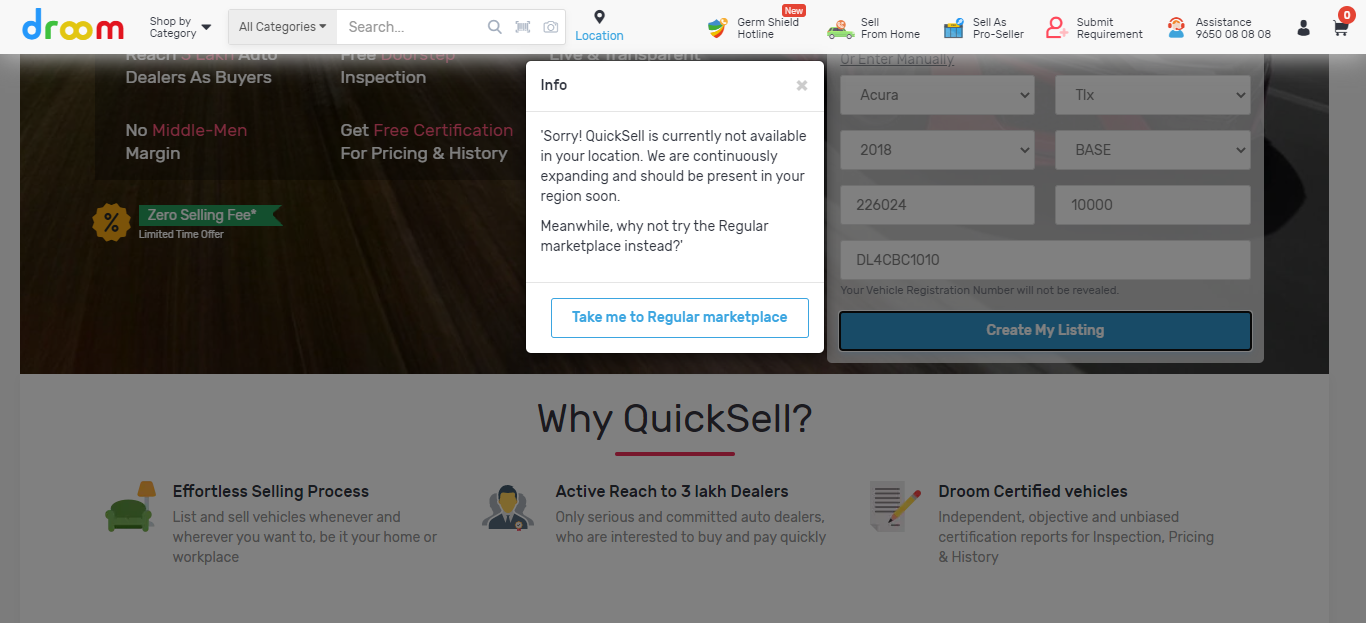 droom
Shop by
Category
All Categories
Search...
Location
New
Germ Shield
Hotline
Sell
From Home
Sell As
Pro-Seller
Submit
Requirement
Assistance
9650 08 08 08
0
Reach 3 Lakh Auto
Dealers As Buyers
Free Doorstep
Inspection
Live & Transparent
No Middle-Men
Margin
Get Free Certification
For Pricing & History
%
Zero Selling Fee*
Limited Time Offer
Info
×
'Sorry! QuickSell is currently not available
in your location. We are continuously
expanding and should be present in your
region soon.
Meanwhile, why not try the Regular
marketplace instead?'
Take me to Regular marketplace
Or Enter Manually
Acura
Tlx
2018
BASE
226024
10000
DL4CBC1010
Your Vehicle Registration Number will not be revealed.
Create My Listing
Why QuickSell?
Effortless Selling Process
List and sell vehicles whenever and
wherever you want to, be it your home or
workplace
Active Reach to 3 lakh Dealers
Only serious and committed auto dealers,
who are interested to buy and pay quickly
Droom Certified vehicles
Independent, objective and unbiased
certification reports for Inspection, Pricing
& History